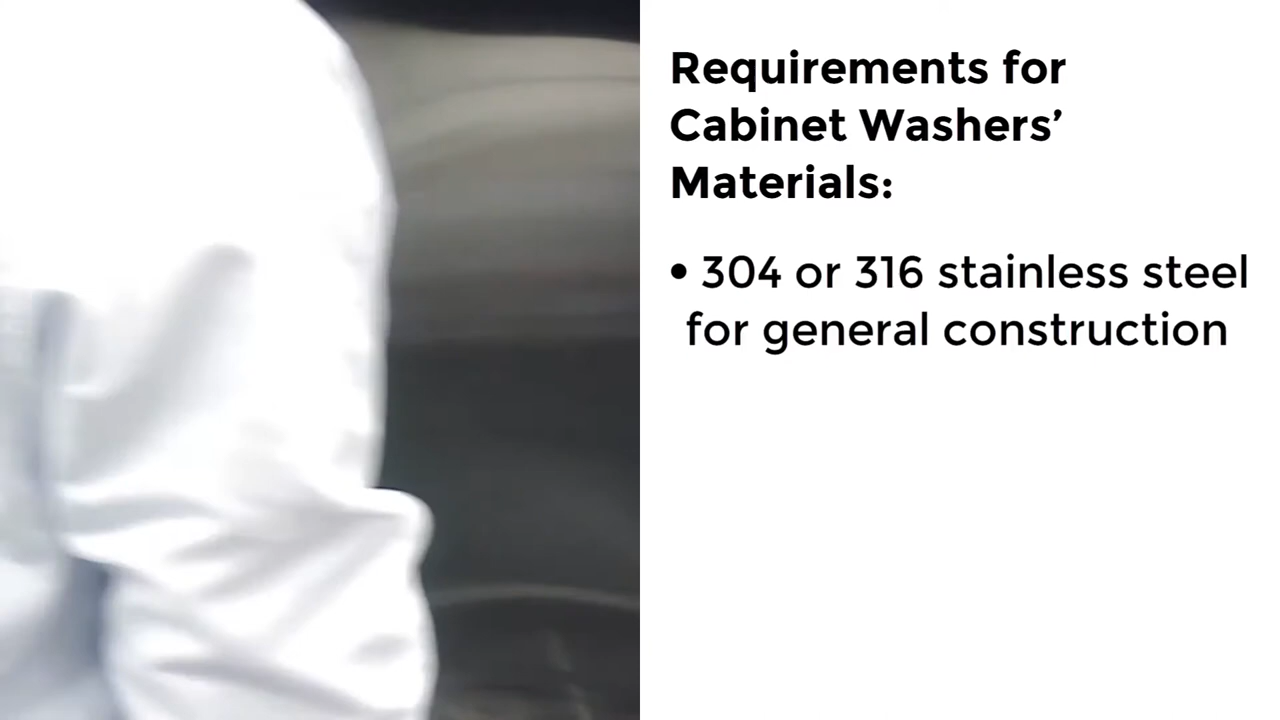 Requirements for
Cabinet Washers’
Materials:
• 304 or 316 stainless steel
for general construction